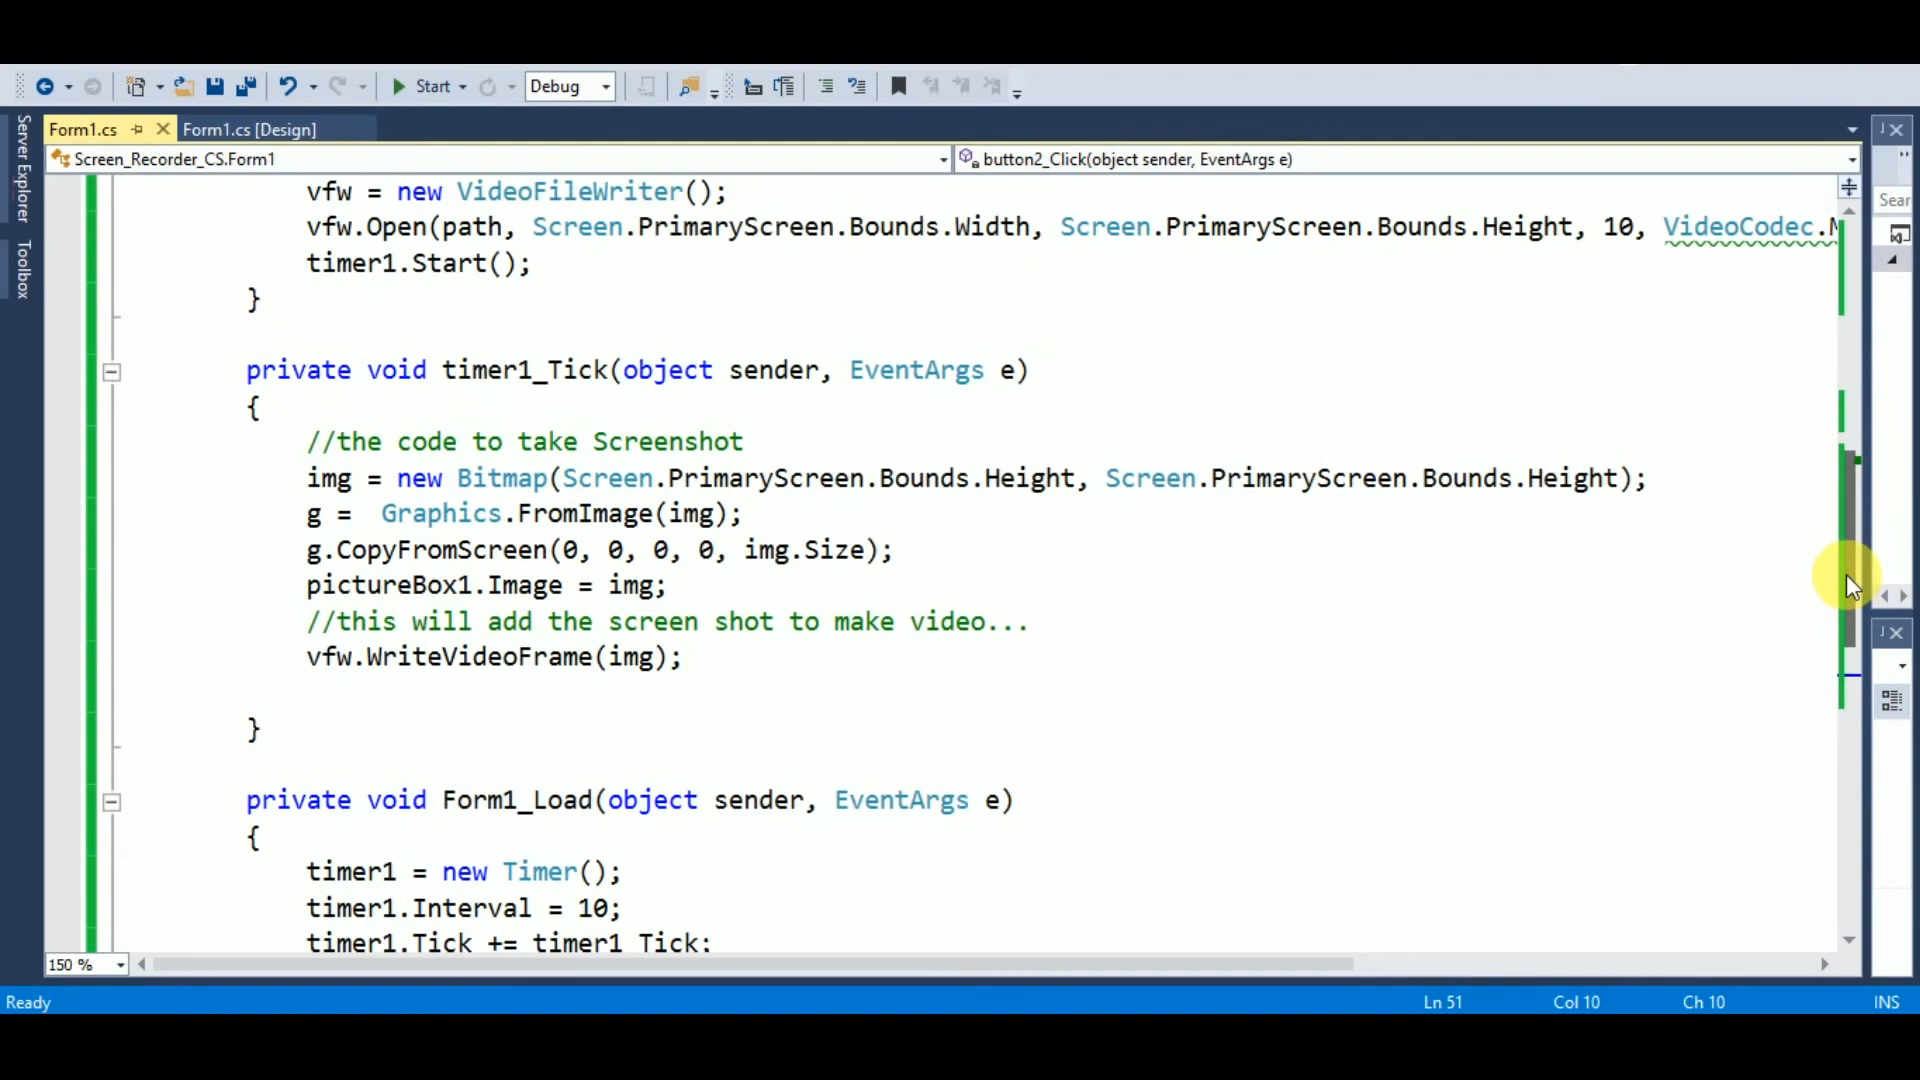 Start
Debug
Server Explorer
Toolbox
Form1.cs
Form1.cs [Design]
Screen_Recorder_CS.Form1
button2_Click(object sender, EventArgs e)
Sear
vfw = new VideoFileWriter();
vfw.Open(path, Screen.PrimaryScreen.Bounds.Width, Screen.PrimaryScreen.Bounds.Height, 10, VideoCodec.M
timer1.Start();
}
private void timer1_Tick(object sender, EventArgs e)
{
//the code to take Screenshot
img = new Bitmap(Screen.PrimaryScreen.Bounds.Height, Screen.PrimaryScreen.Bounds.Height);
g =  Graphics.FromImage(img);
g.CopyFromScreen(0, 0, 0, 0, img.Size);
pictureBox1.Image = img;
//this will add the screen shot to make video...
vfw.WriteVideoFrame(img);
}
private void Form1_Load(object sender, EventArgs e)
{
timer1 = new Timer();
timer1.Interval = 10;
timer1.Tick += timer1_Tick;
150 %
Ready
Ln 51
Col 10
Ch 10
INS